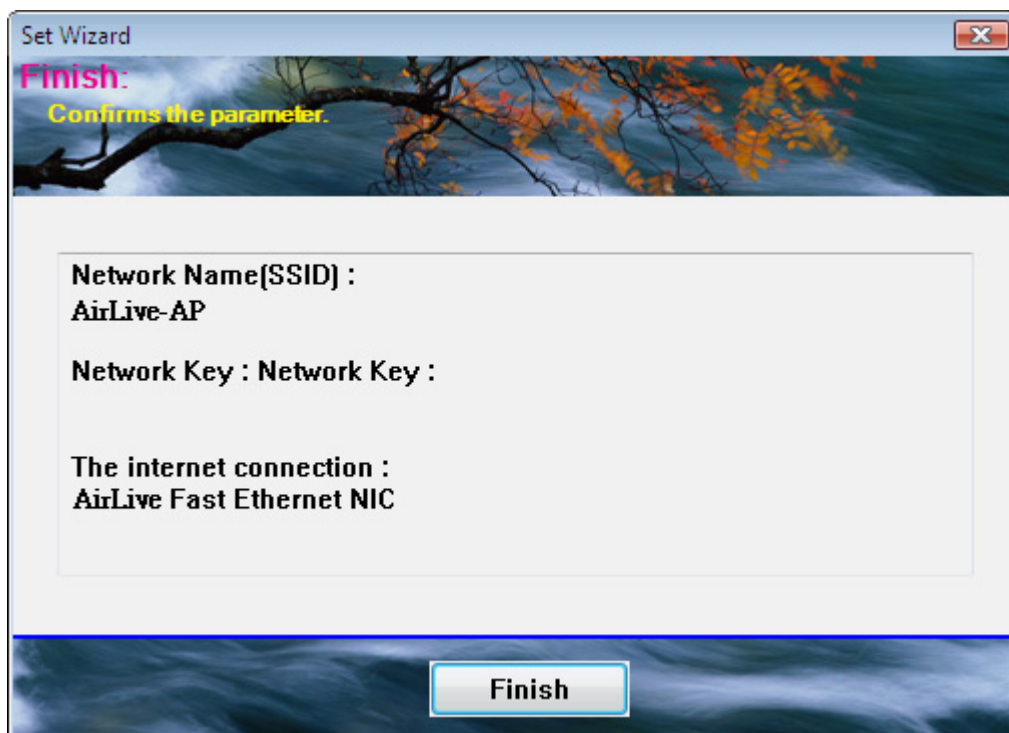 Set Wizard
Finish:
Confirms the parameter.
Network Name(SSID) :
AirLive-AP
Network Key : Network Key :
The internet connection :
AirLive Fast Ethernet NIC
Finish